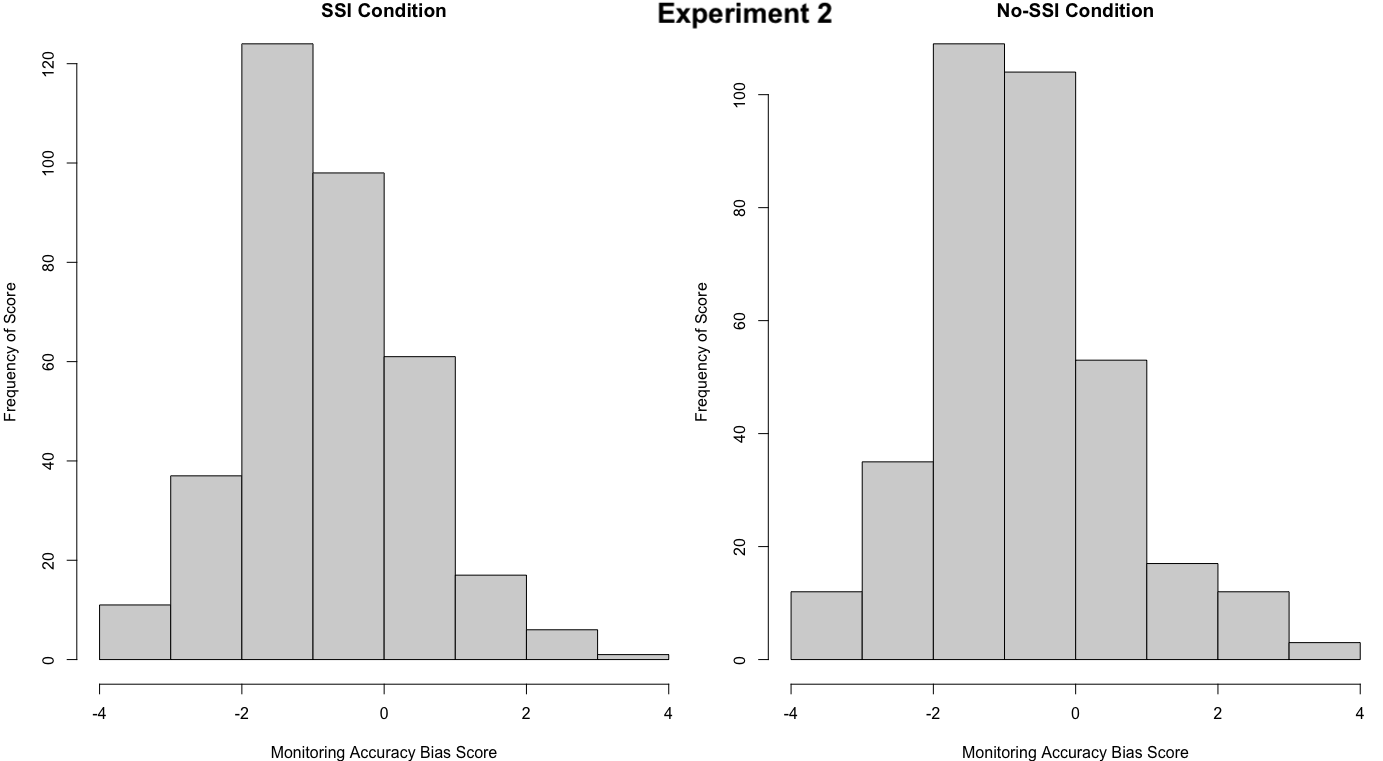 Experiment 2
SSI Condition
Frequency of Score
120
100
80
60
40
20
0
-4 -2 0 2 4
Monitoring Accuracy Bias Score
No-SSI Condition
Frequency of Score
100
80
60
40
20
0
-4 -2 0 2 4
Monitoring Accuracy Bias Score